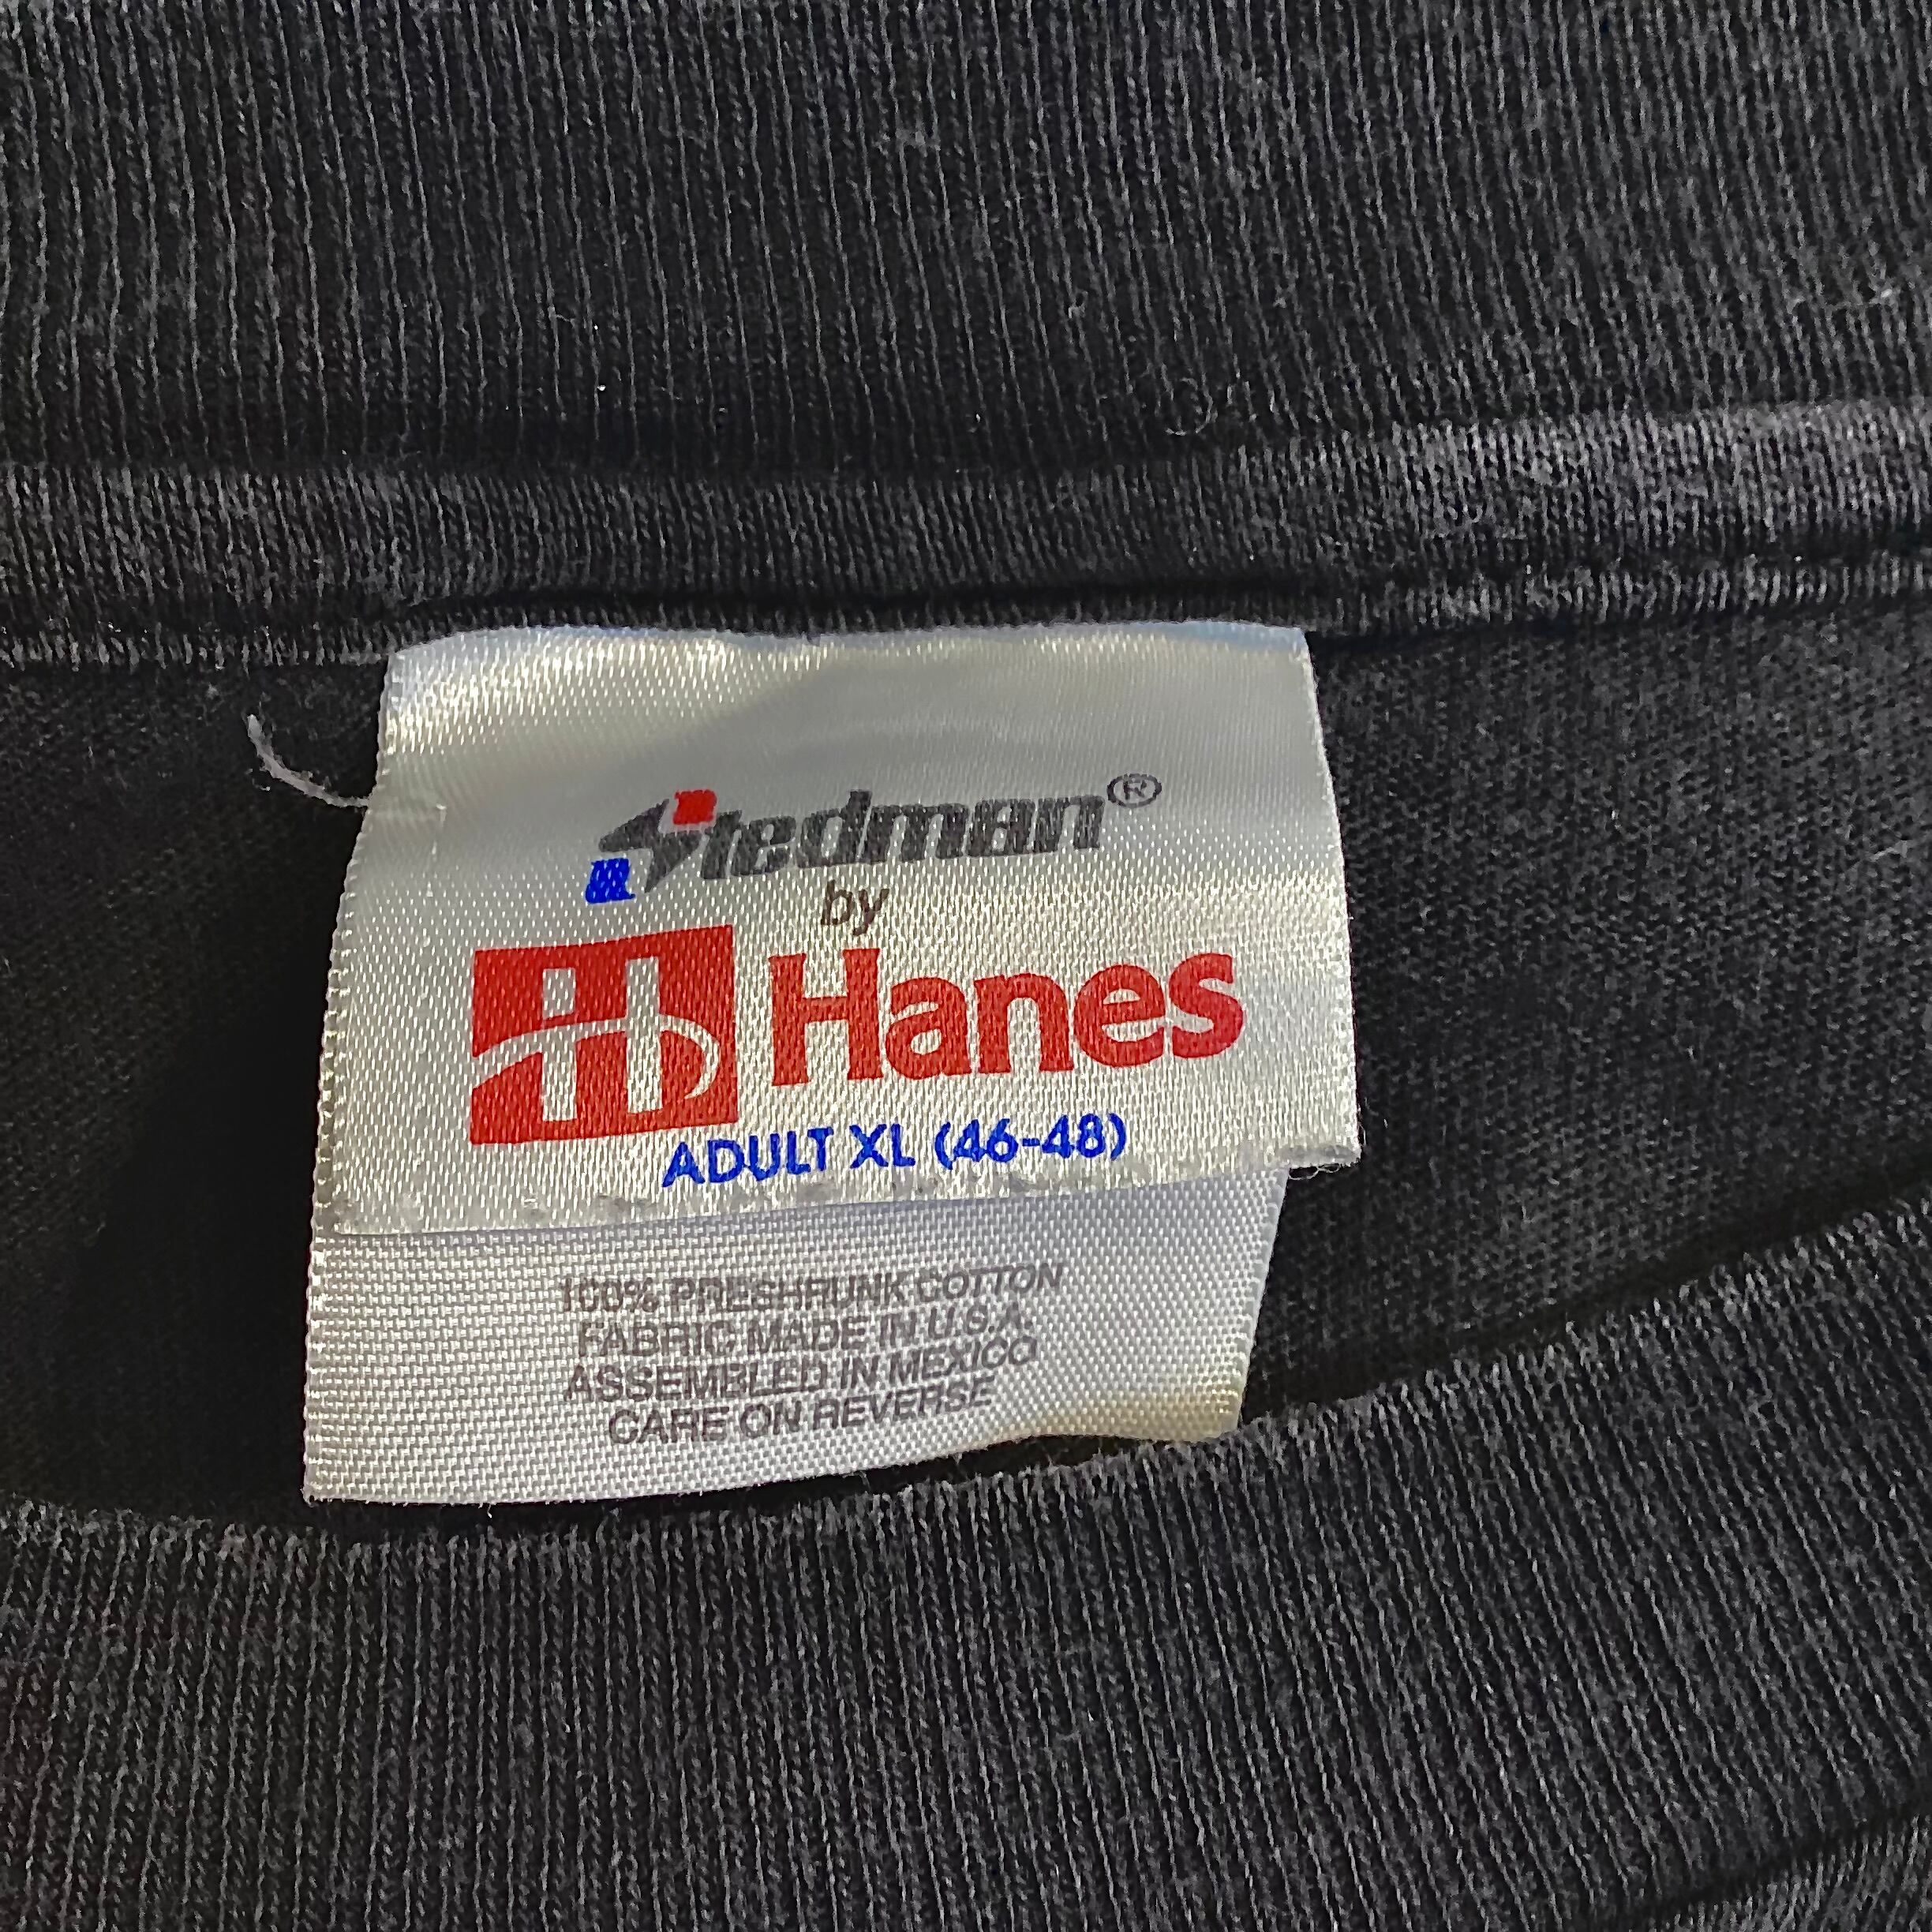 Stedman®
by
Hanes
ADULT XL (46-48)
100% PRESHRUNK COTTON
FABRIC MADE IN U.S.A.
ASSEMBLED IN MEXICO
CARE ON REVERSE